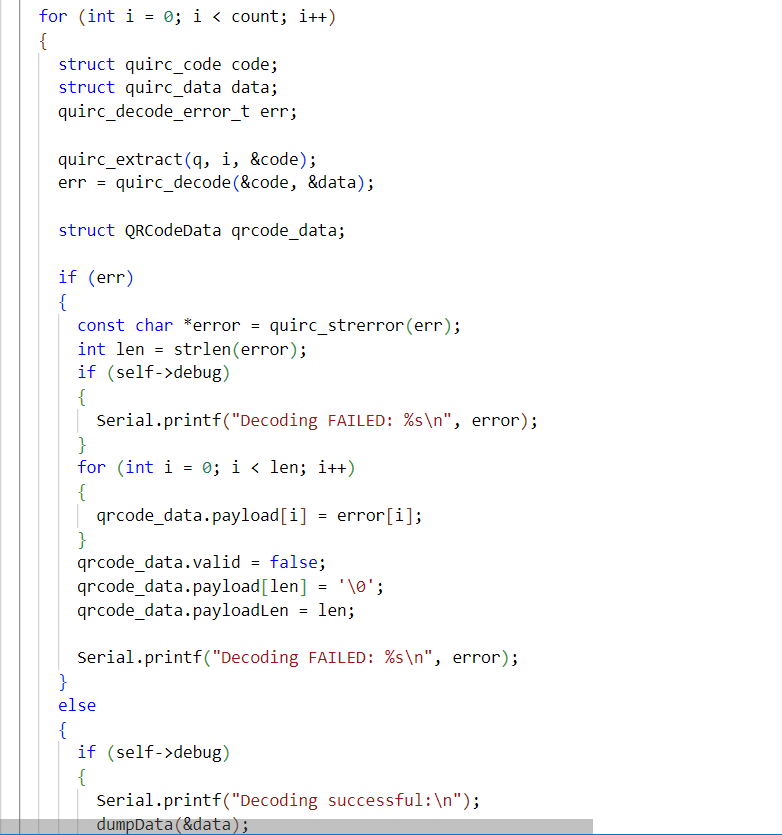 for (int i = 0; i < count; i++)
{
struct quirc_code code;
struct quirc_data data;
quirc_decode_error_t err;
quirc_extract(q, i, &code);
err = quirc_decode(&code, &data);
struct QRCodeData qrcode_data;
if (err)
{
const char *error = quirc_strerror(err);
int len = strlen(error);
if (self->debug)
{
Serial.printf("Decoding FAILED: %s\n", error);
}
for (int i = 0; i < len; i++)
{
qrcode_data.payload[i] = error[i];
}
qrcode_data.valid = false;
qrcode_data.payload[len] = '\0';
qrcode_data.payloadLen = len;
Serial.printf("Decoding FAILED: %s\n", error);
}
else
{
if (self->debug)
{
Serial.printf("Decoding successful:\n");
dumpData(&data);